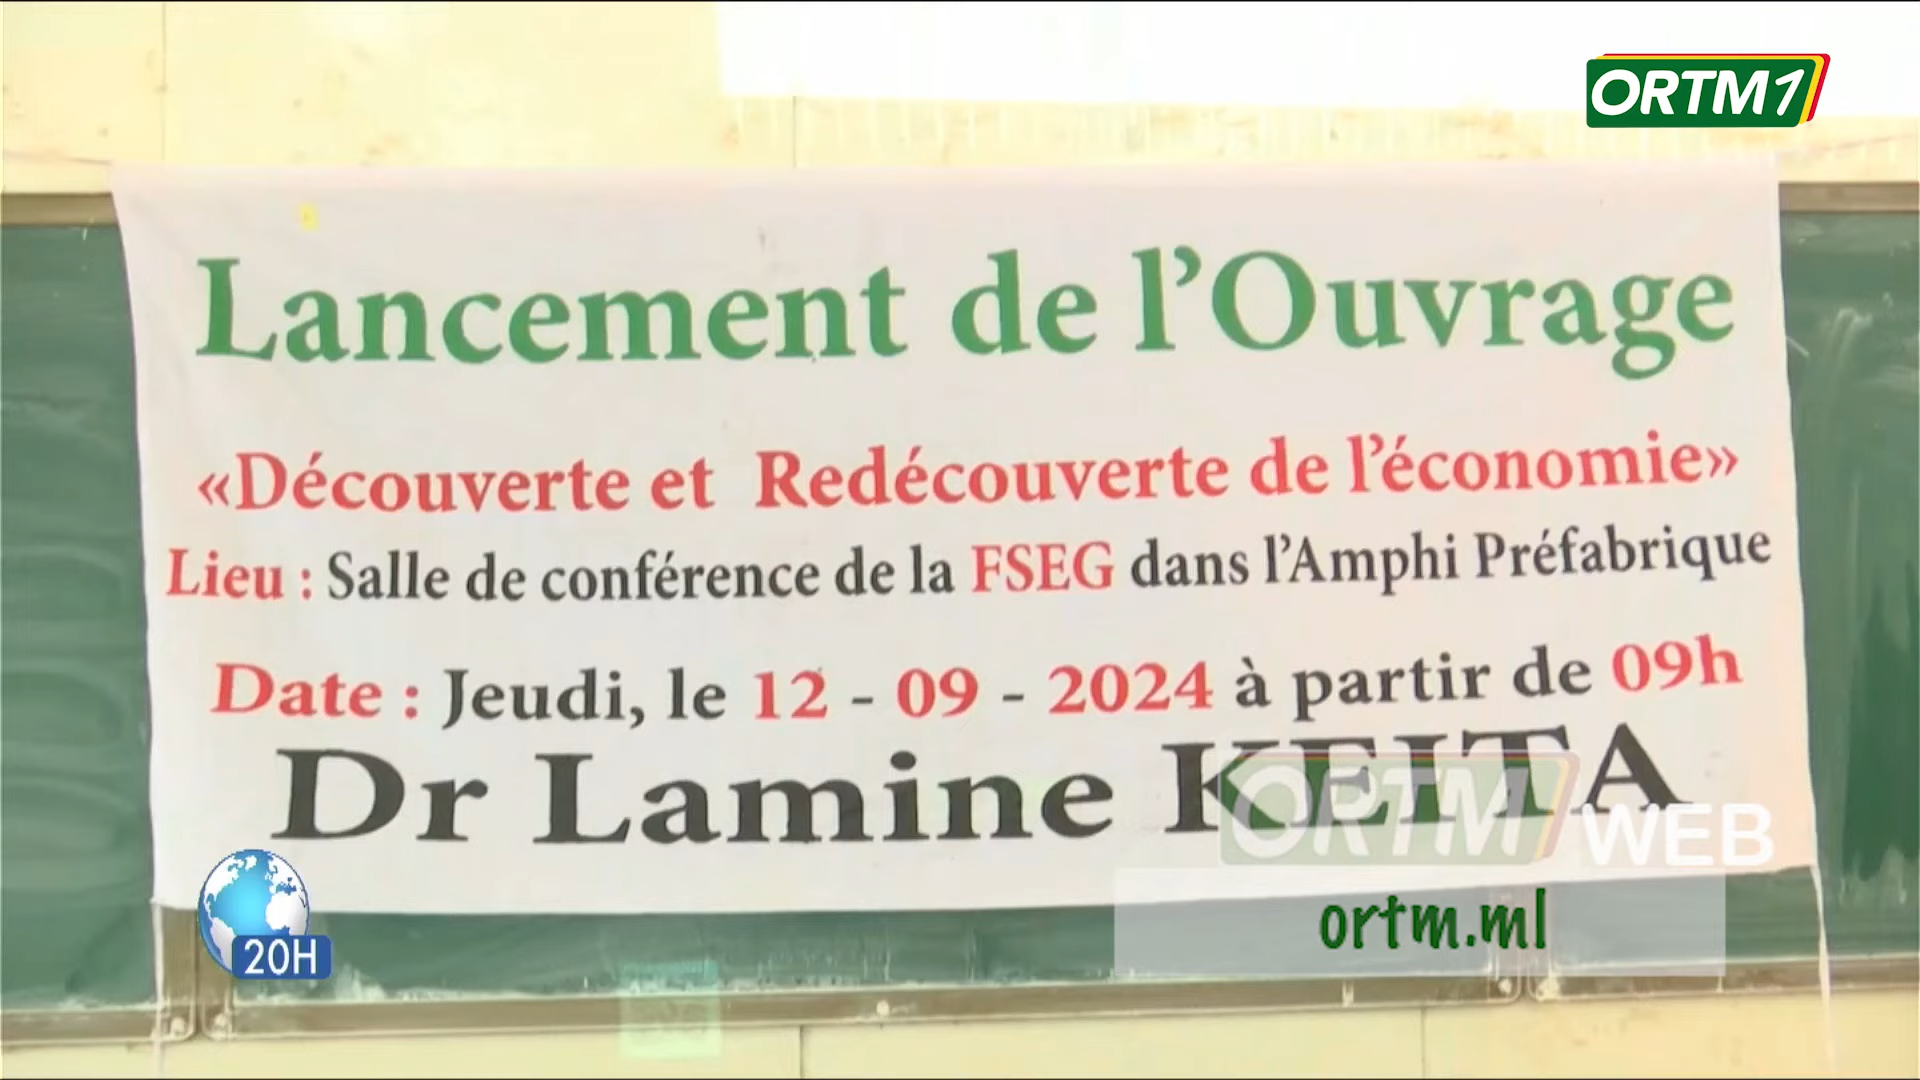 ORTM1
Lancement de l'Ouvrage
«Découverte et Redécouverte de l'économie»
Lieu : Salle de conférence de la FSEG dans l'Amphi Préfabrique
Date : Jeudi, le 12 - 09 - 2024 à partir de 09h
Dr Lamine KEITA
ORTM1 WEB
ortm.ml
20H